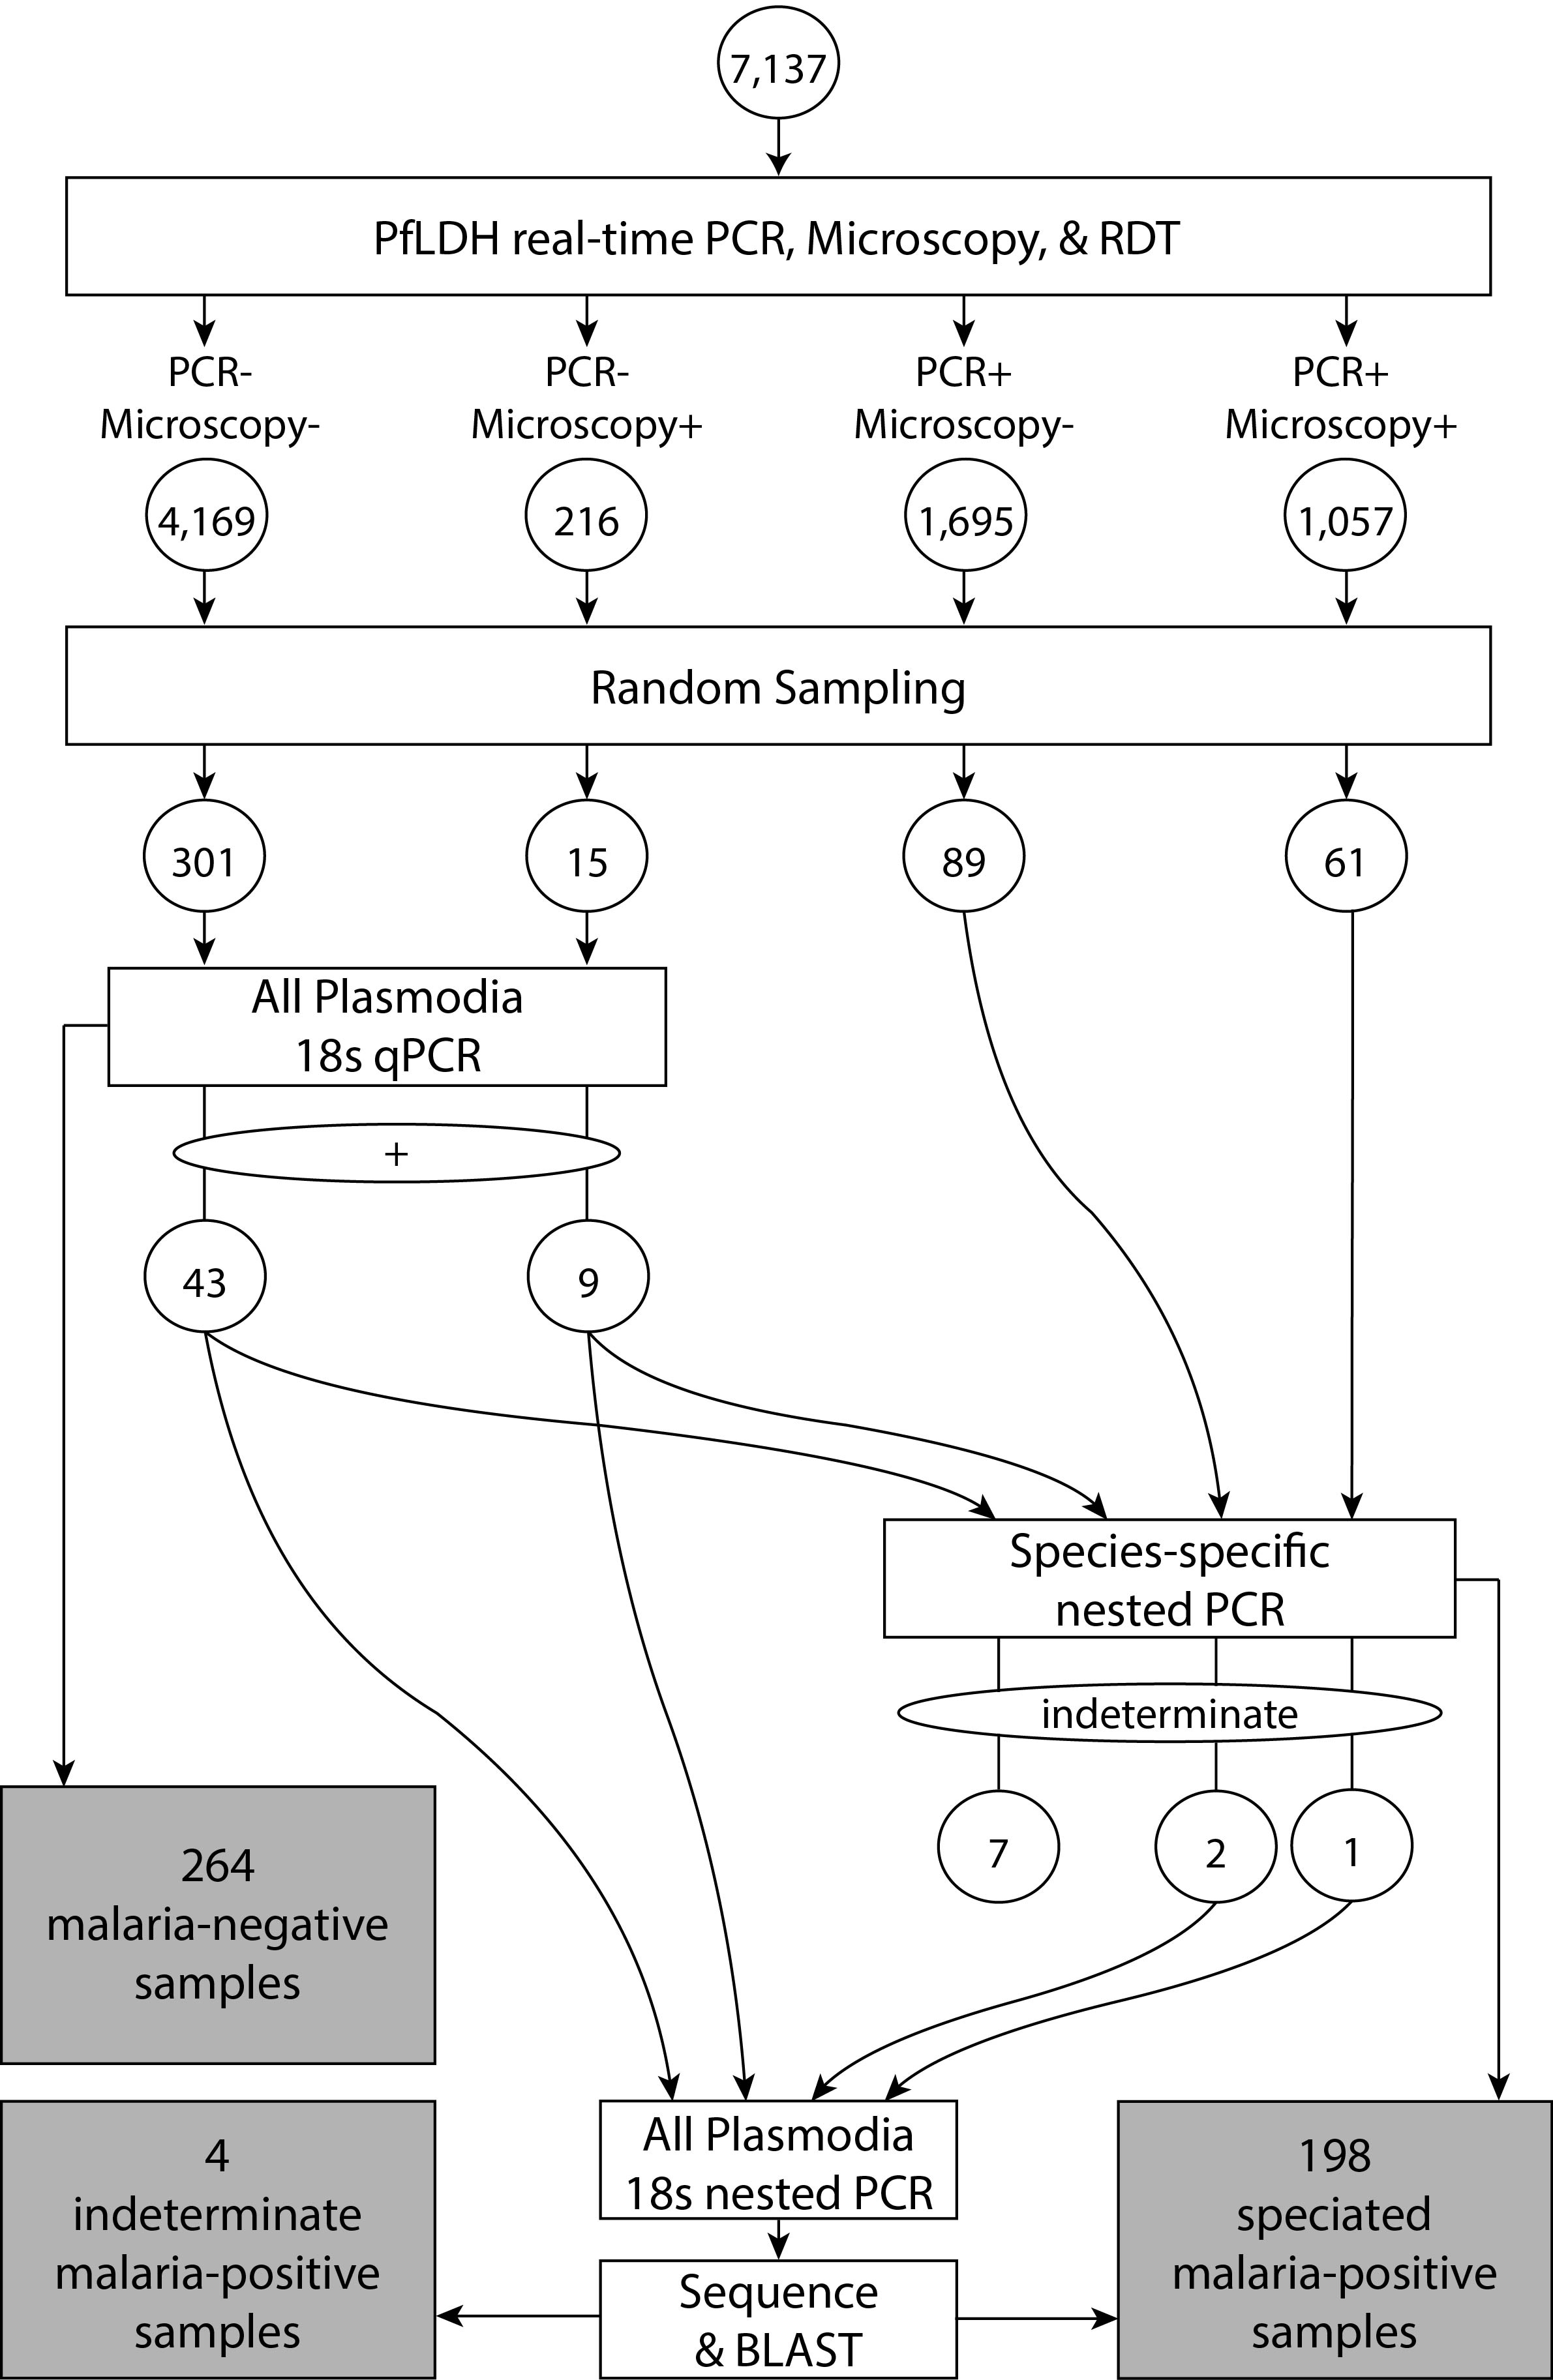 7,137
PfLDH real-time PCR, Microscopy, & RDT
PCR-
Microscopy-
PCR-
Microscopy+
PCR+
Microscopy-
PCR+
Microscopy+
4,169
216
1,695
1,057
Random Sampling
301
15
89
61
All Plasmodia
18s qPCR
+
43
9
Species-specific
nested PCR
indeterminate
7
2
1
264
malaria-negative
samples
4
indeterminate
malaria-positive
samples
All Plasmodia
18s nested PCR
Sequence
& BLAST
198
speciated
malaria-positive
samples